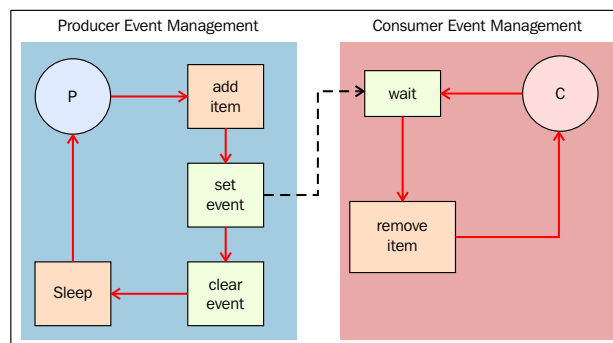 Producer Event Management
Consumer Event Management
P
add
item
wait
C
set
event
remove
item
Sleep
clear
event